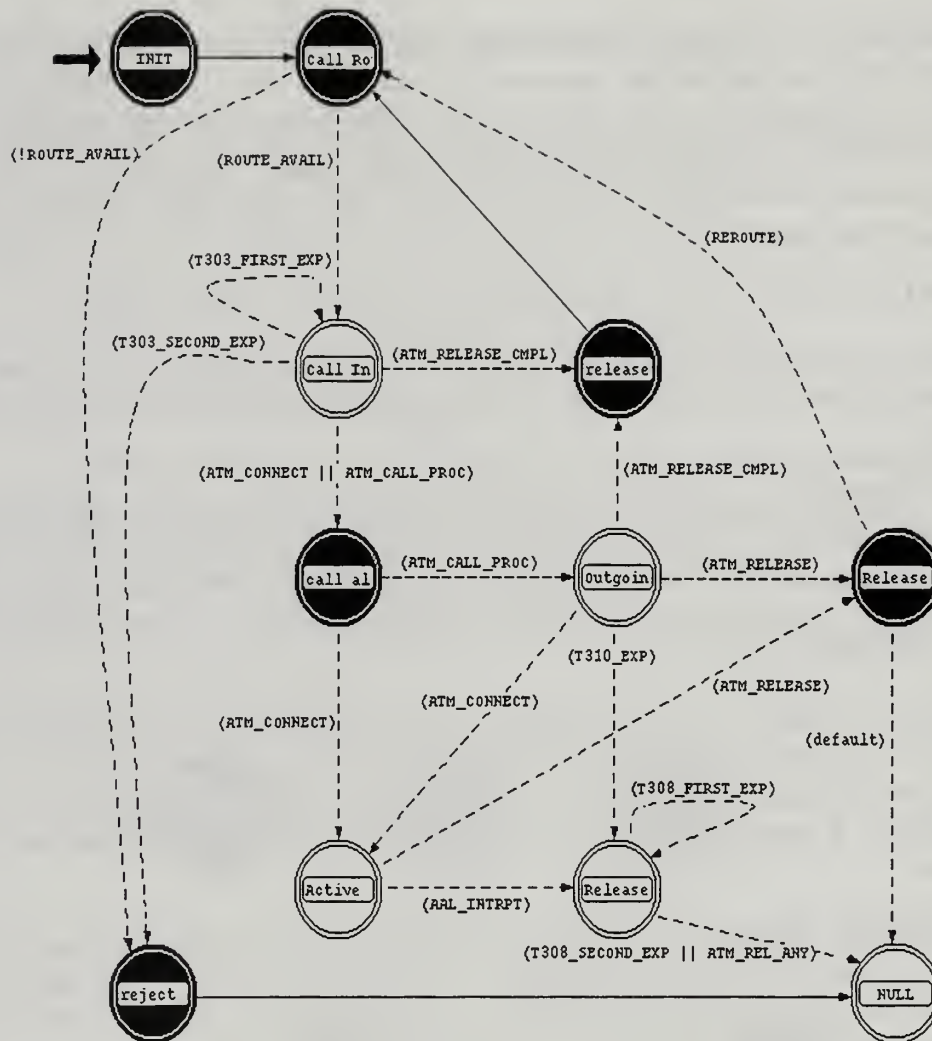 INIT
Call Ro
(!ROUTE_AVAIL)
(ROUTE_AVAIL)
(REROUTE)
(T303_FIRST_EXP)
(T303_SECOND_EXP)
Call In
(ATM_RELEASE_CMPL)
release
(ATM_CONNECT || ATM_CALL_PROC)
(ATM_RELEASE_CMPL)
call al
(ATM_CALL_PROC)
Outgoin
(ATM_RELEASE)
Release
(T310_EXP)
(ATM_CONNECT)
(ATM_CONNECT)
(ATM_RELEASE)
(default)
(T308_FIRST_EXP)
Active
(AAL_INTRPT)
Release
(T308_SECOND_EXP || ATM_REL_ANY)
reject
NULL